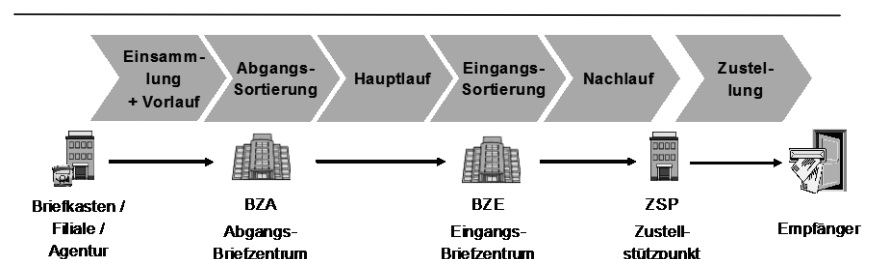 Einsamm-
lung
+ Vorlauf
Abgangs-
Sortierung
Hauptlauf
Eingangs-
Sortierung
Nachlauf
Zustel-
lung
Briefkasten /
Filiale /
Agentur
BZA
Abgangs-
Briefzentrum
BZE
Eingangs-
Briefzentrum
ZSP
Zustell-
stützpunkt
Empfänger